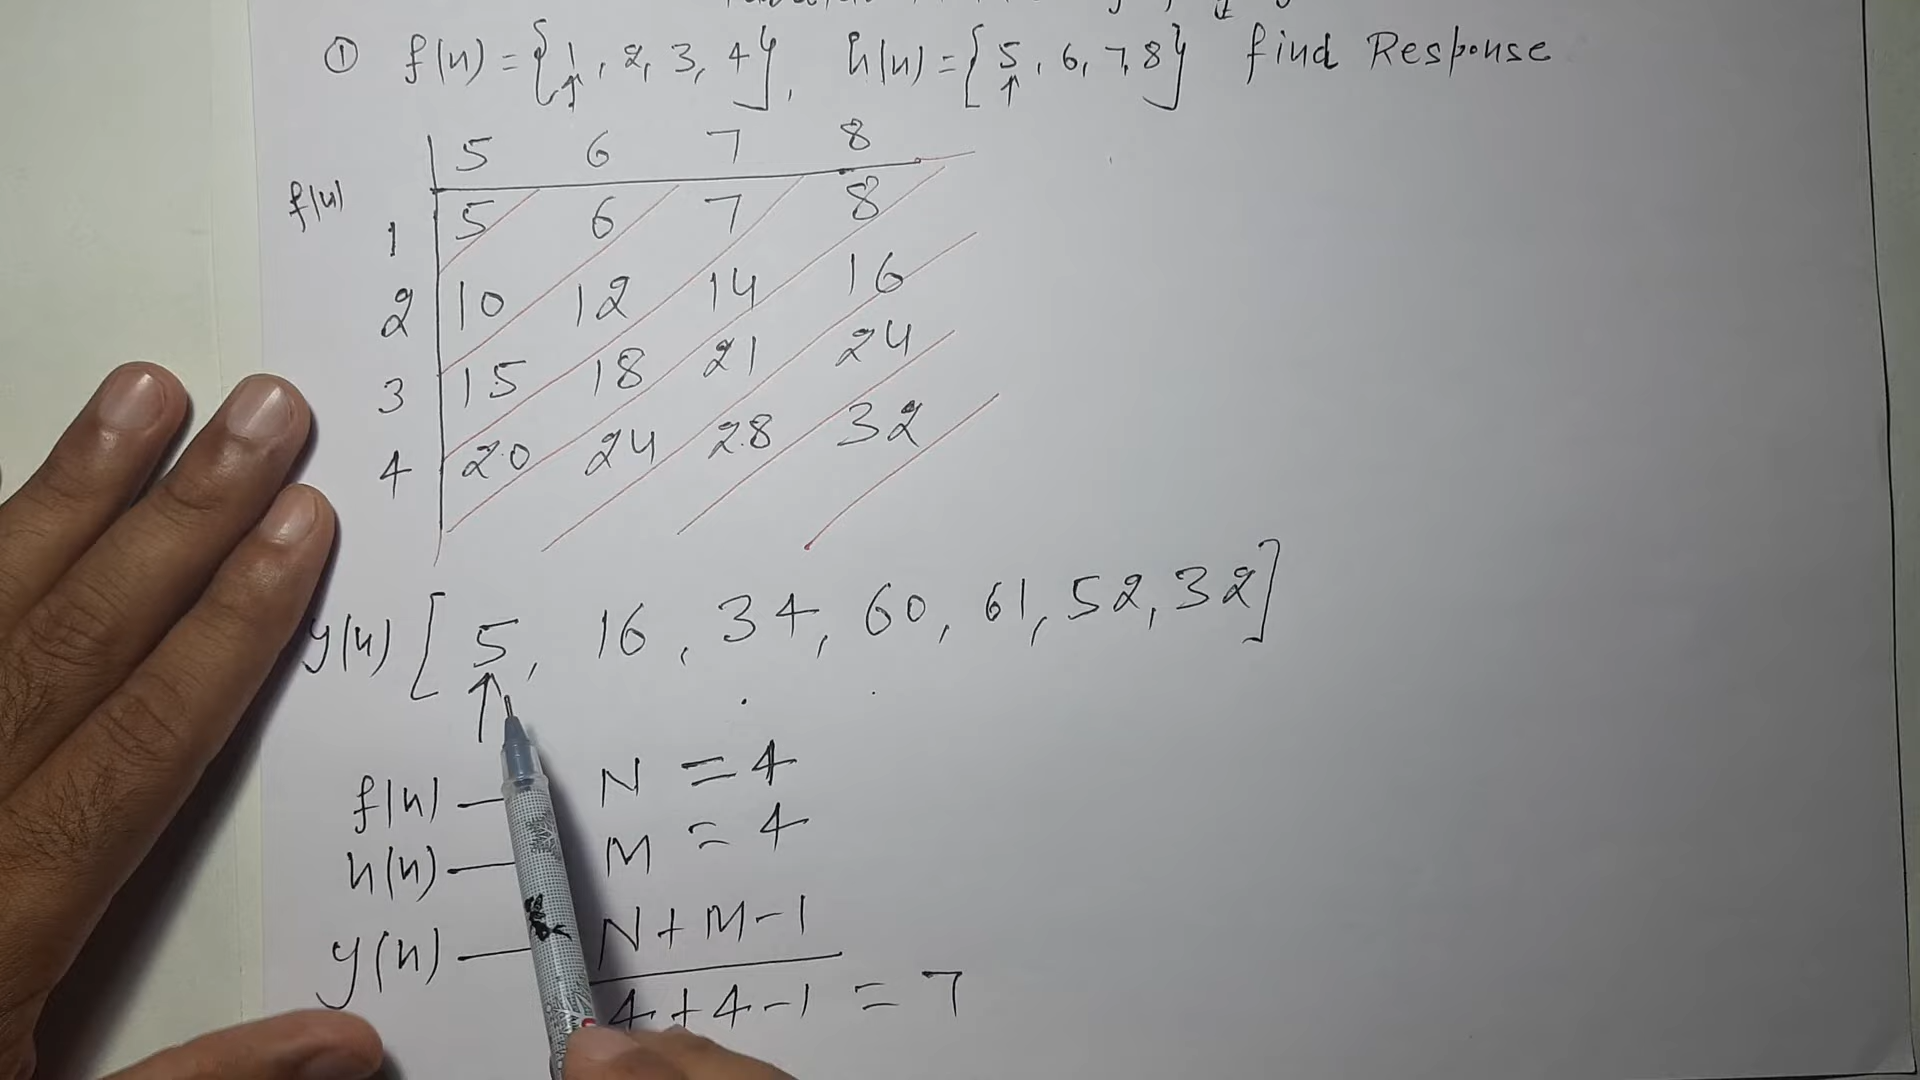 ① f(n) = {1, 2, 3, 4}, h(n) = {5, 6, 7, 8} find Response
↑ ↑
5 6 7 8
f(n)
1 5 6 7 8
2 10 12 14 16
3 15 18 21 24
4 20 24 28 32
y(n) [5, 16, 34, 60, 61, 52, 32]
↑
f(n) — N = 4
h(n) — M = 4
y(n) — N + M - 1
4 + 4 - 1 = 7